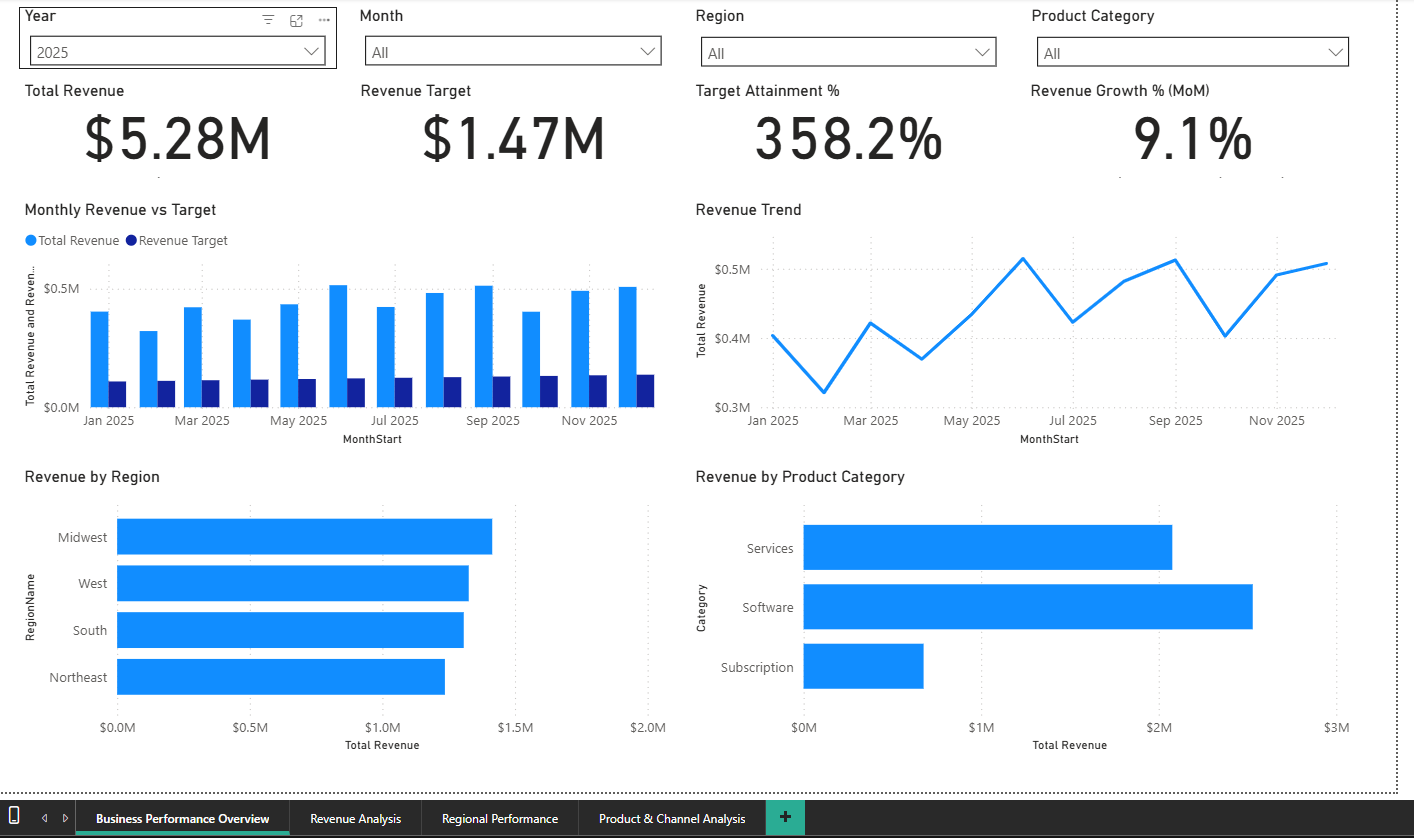 Year
Month
Region
Product Category
2025
All
All
All
Total Revenue
Revenue Target
Target Attainment %
Revenue Growth % (MoM)
$5.28M
$1.47M
358.2%
9.1%
Monthly Revenue vs Target
Total Revenue
Revenue Target
Total Revenue and Reven...
$0.5M
$0.0M
Jan 2025
Mar 2025
May 2025
Jul 2025
Sep 2025
Nov 2025
MonthStart
Revenue Trend
Total Revenue
$0.5M
$0.4M
$0.3M
Jan 2025
Mar 2025
May 2025
Jul 2025
Sep 2025
Nov 2025
MonthStart
Revenue by Region
RegionName
Midwest
West
South
Northeast
$0.0M
$0.5M
$1.0M
$1.5M
$2.0M
Total Revenue
Revenue by Product Category
Category
Services
Software
Subscription
$0M
$1M
$2M
$3M
Total Revenue
Business Performance Overview
Revenue Analysis
Regional Performance
Product & Channel Analysis
+